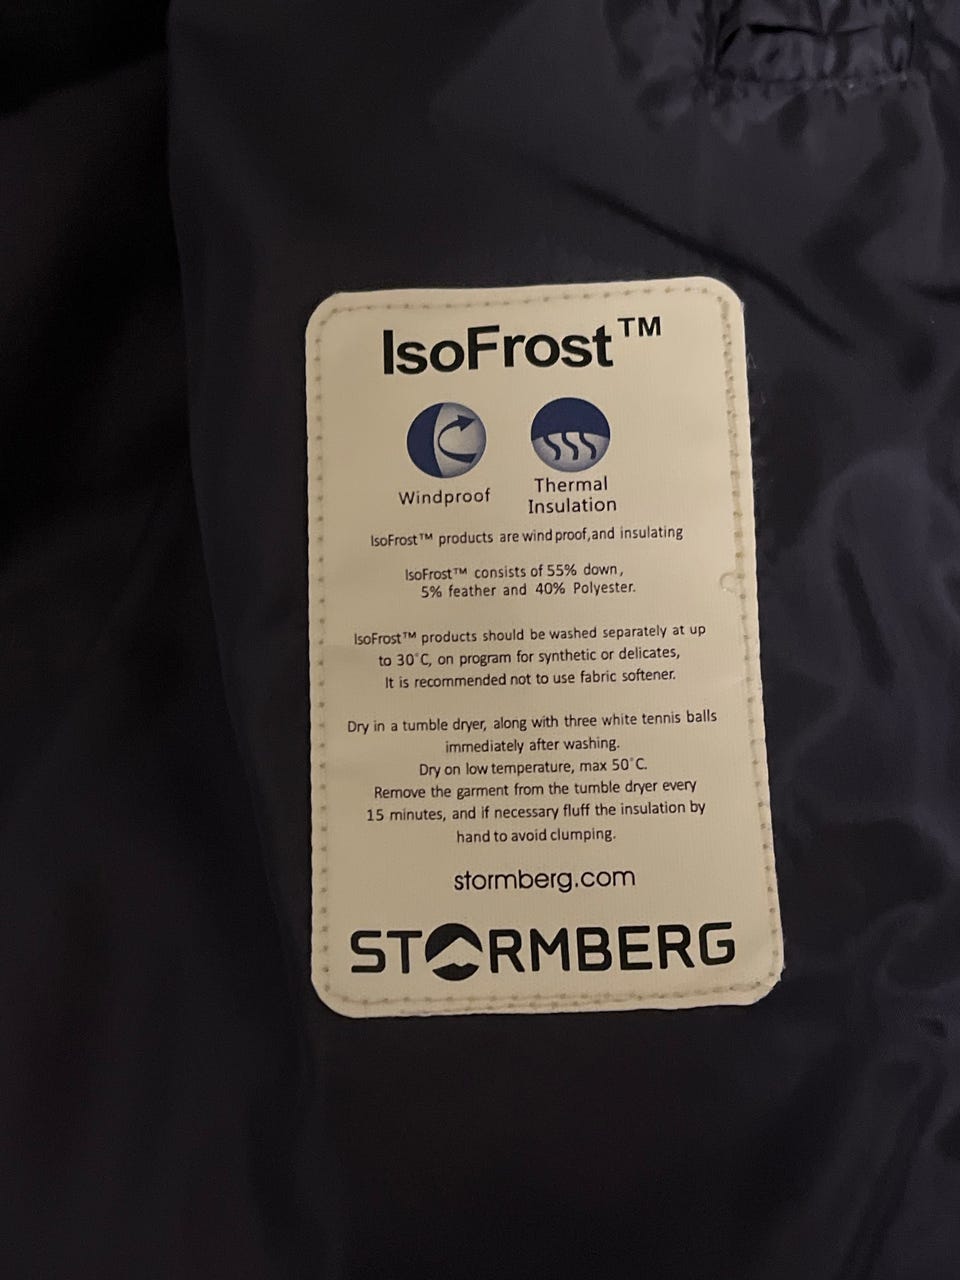 IsoFrost™
Windproof
Thermal
Insulation
IsoFrost™ products are wind proof,and insulating
IsoFrost™ consists of 55% down,
5% feather and 40% Polyester.
IsoFrost™ products should be washed separately at up
to 30°C, on program for synthetic or delicates,
It is recommended not to use fabric softener.
Dry in a tumble dryer, along with three white tennis balls
immediately after washing.
Dry on low temperature, max 50°C.
Remove the garment from the tumble dryer every
15 minutes, and if necessary fluff the insulation by
hand to avoid clumping.
stormberg.com
STORMBERG